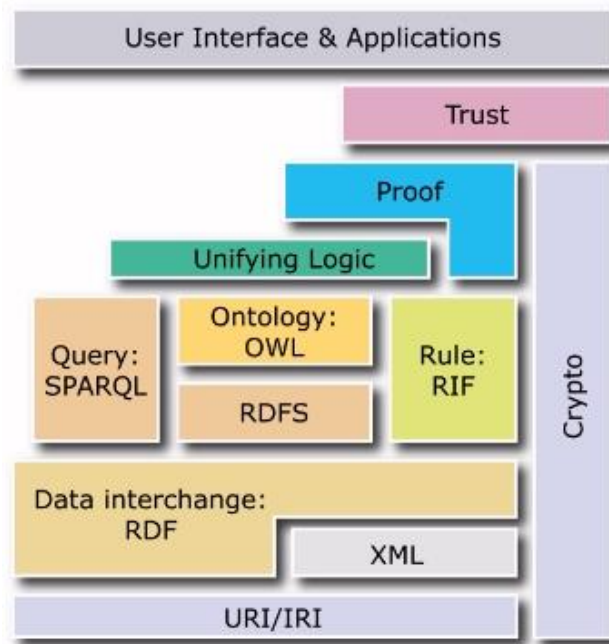 User Interface & Applications
Trust
Proof
Unifying Logic
Query:
SPARQL
Ontology:
OWL
RDFS
Rule:
RIF
Crypto
Data interchange:
RDF
XML
URI/IRI